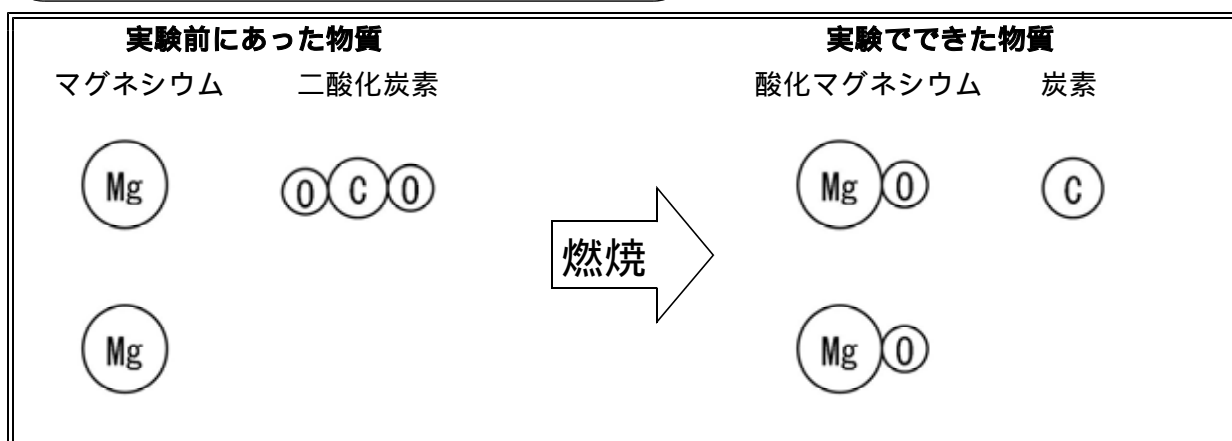 実験前にあった物質 実験でできた物質
マグネシウム 二酸化炭素 酸化マグネシウム 炭素
Mg O C O Mg O C
燃焼
Mg Mg O